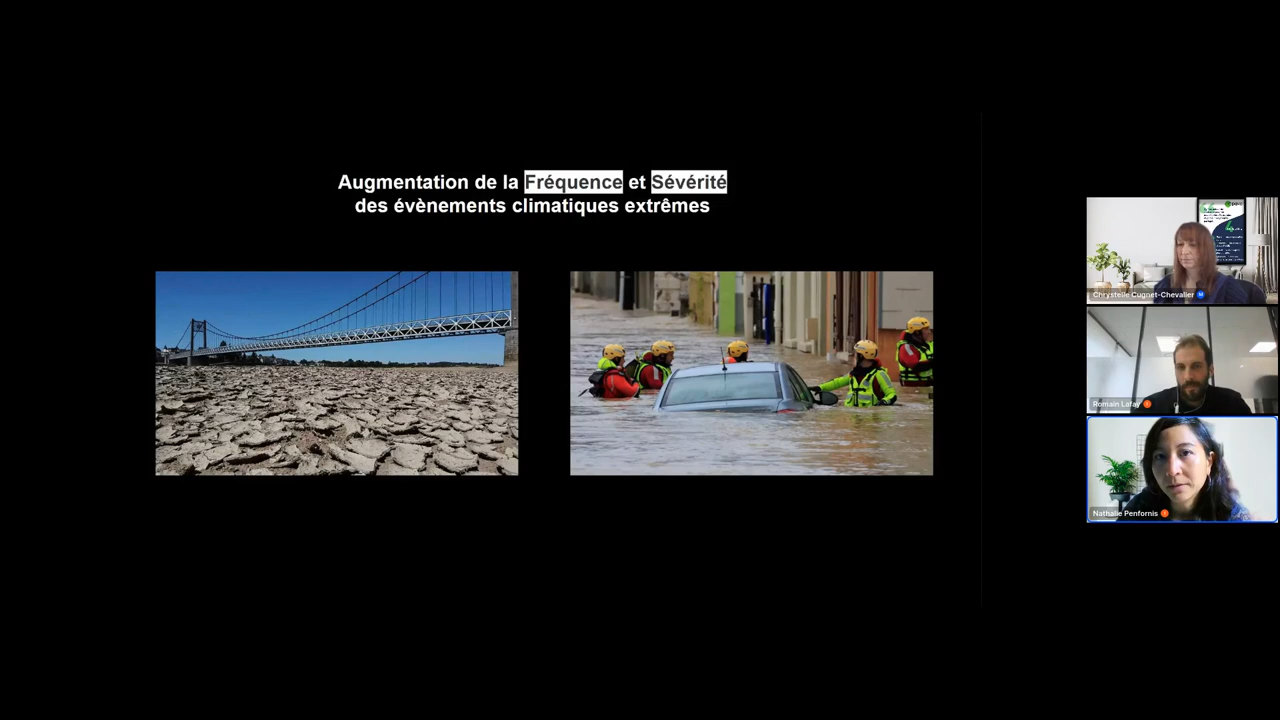 Augmentation de la Fréquence et Sévérité
des évènements climatiques extrêmes
Chrystelle Cugnet-Chevalier
Romain Lafay
Nathalie Penfornis